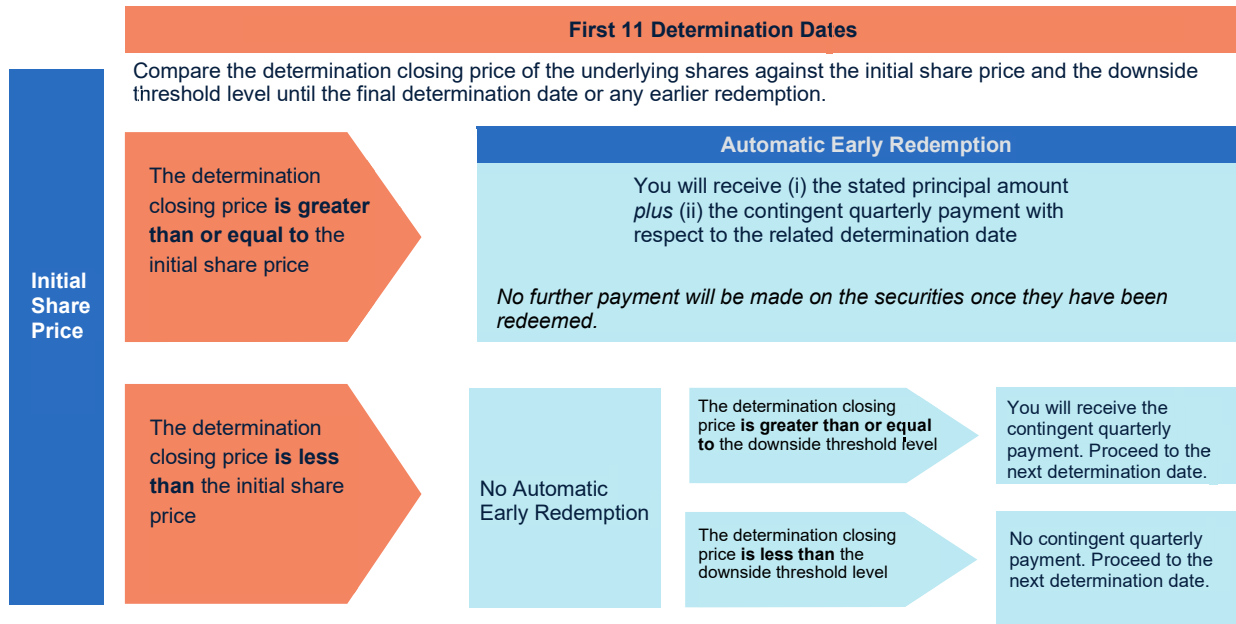 First 11 Determination Dates
Compare the determination closing price of the underlying shares against the initial share price and the downside
threshold level until the final determination date or any earlier redemption.
Initial
Share
Price
The determination
closing price is greater
than or equal to the
initial share price
Automatic Early Redemption
You will receive (i) the stated principal amount
plus (ii) the contingent quarterly payment with
respect to the related determination date
No further payment will be made on the securities once they have been
redeemed.
The determination
closing price is less
than the initial share
price
No Automatic
Early Redemption
The determination closing
price is greater than or equal
to the downside threshold level
You will receive the
contingent quarterly
payment. Proceed to the
next determination date.
The determination closing
price is less than the
downside threshold level
No contingent quarterly
payment. Proceed to the
next determination date.